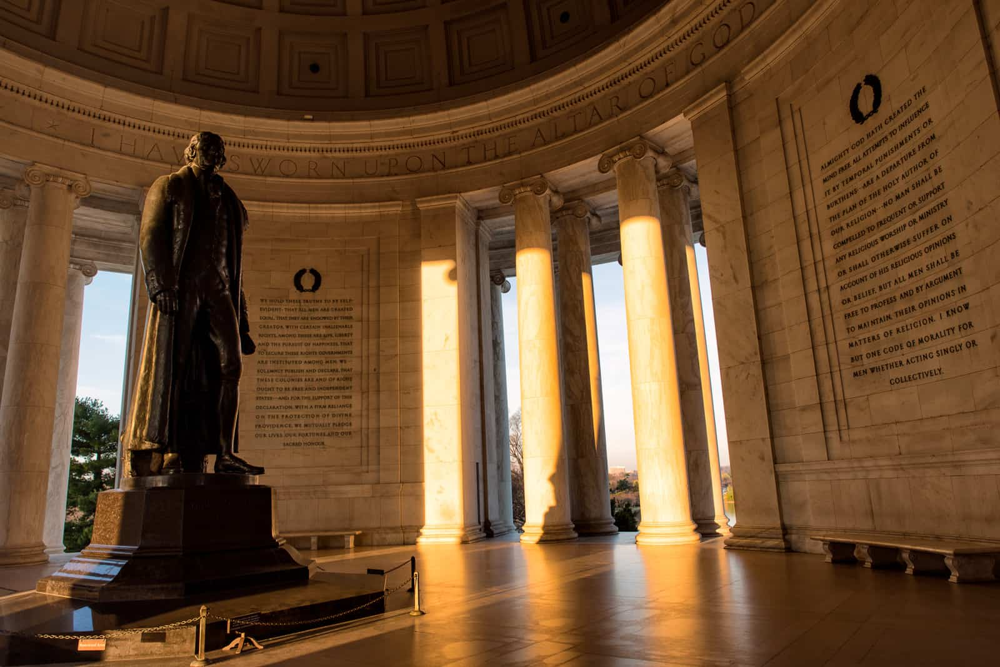 I HAV SWORN UPON THE ALTAR OF GOD
WE HOLD THESE TRUTHS TO BE SELF-
EVIDENT: THAT ALL MEN ARE CREATED
EQUAL, THAT THEY ARE ENDOWED BY THEIR
CREATOR WITH CERTAIN INALIENABLE
RIGHTS, AMONG THESE ARE LIFE, LIBERTY
AND THE PURSUIT OF HAPPINESS, THAT
TO SECURE THESE RIGHTS GOVERNMENTS
ARE INSTITUTED AMONG MEN. WE---
SOLEMNLY PUBLISH AND DECLARE, THAT
THESE COLONIES ARE AND OF RIGHT
OUGHT TO BE FREE AND INDEPENDENT
STATES---AND FOR THE SUPPORT OF THIS
DECLARATION, WITH A FIRM RELIANCE
ON THE PROTECTION OF DIVINE
PROVIDENCE, WE MUTUALLY PLEDGE
OUR LIVES, OUR FORTUNES AND OUR
SACRED HONOUR.
ALMIGHTY GOD HATH CREATED THE
MIND FREE. ALL ATTEMPTS TO INFLUENCE
IT BY TEMPORAL PUNISHMENTS OR
BURTHENS···ARE A DEPARTURE FROM
THE PLAN OF THE HOLY AUTHOR OF
OUR RELIGION···NO MAN SHALL BE
COMPELLED TO FREQUENT OR SUPPORT
ANY RELIGIOUS WORSHIP OR MINISTRY
OR SHALL OTHERWISE SUFFER ON
ACCOUNT OF HIS RELIGIOUS OPINIONS
OR BELIEF, BUT ALL MEN SHALL BE
FREE TO PROFESS AND BY ARGUMENT
TO MAINTAIN, THEIR OPINIONS IN
MATTERS OF RELIGION. I KNOW
BUT ONE CODE OF MORALITY FOR
MEN WHETHER ACTING SINGLY OR
COLLECTIVELY.
Restricted Area